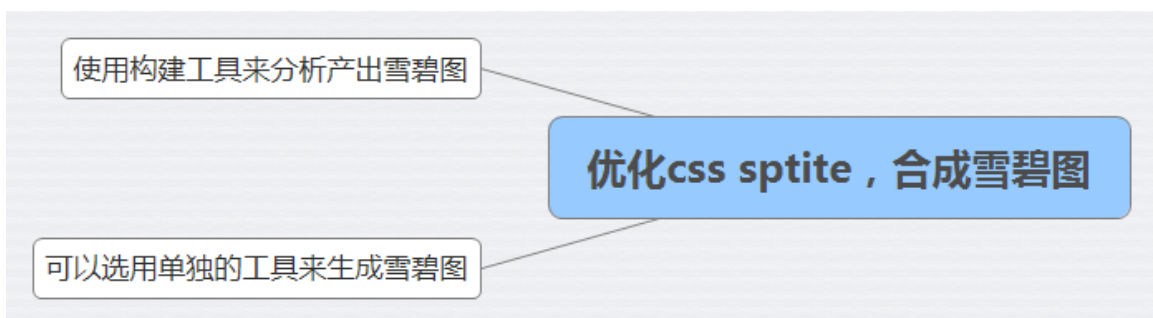 使用构建工具来分析产出雪碧图
优化css sptite，合成雪碧图
可以选用单独的工具来生成雪碧图